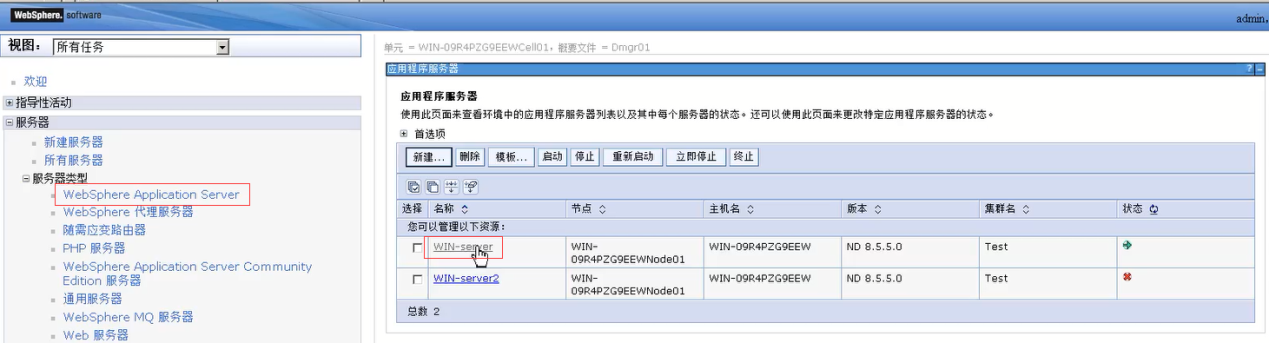 WebSphere. software
admin.
视图： 所有任务
欢迎
指导性活动
服务器
新建服务器
所有服务器
服务器类型
WebSphere Application Server
WebSphere 代理服务器
随需应变路由器
PHP 服务器
WebSphere Application Server Community
Edition 服务器
通用服务器
WebSphere MQ 服务器
Web 服务器
单元 = WIN-09R4PZG9EEWCell01，概要文件 = Dmgr01
应用程序服务器 ? -
应用程序服务器
使用此页面来查看环境中的应用程序服务器列表以及其中每个服务器的状态。还可以使用此页面来更改特定应用程序服务器的状态。
首选项
新建... 删除 模板... 启动 停止 重新启动 立即停止 终止
选择 名称 节点 主机名 版本 集群名 状态
您可以管理以下资源：
WIN-server WIN- WIN-09R4PZG9EEW ND 8.5.5.0 Test
09R4PZG9EEWNode01
WIN-server2 WIN- WIN-09R4PZG9EEW ND 8.5.5.0 Test
09R4PZG9EEWNode01
总数 2